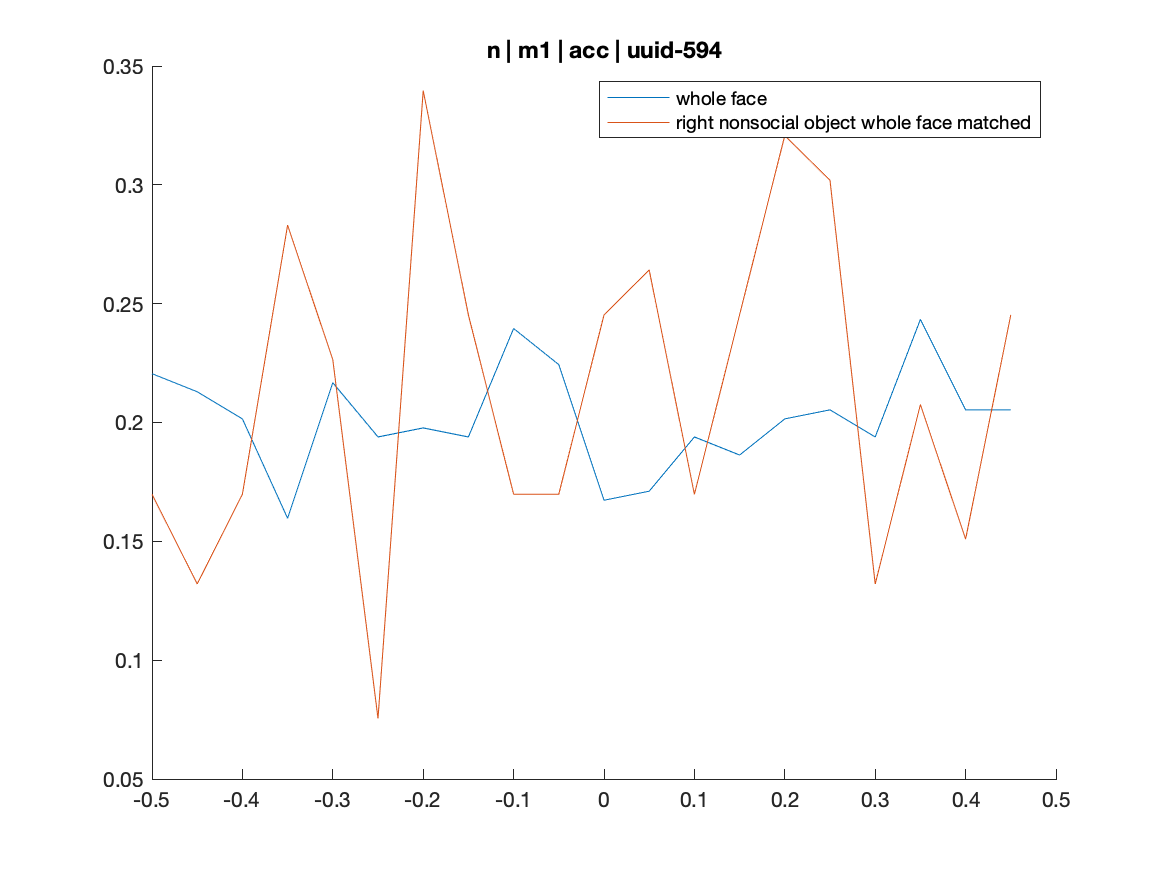 n | m1 | acc | uuid-594
whole face
right nonsocial object whole face matched
0.35
0.3
0.25
0.2
0.15
0.1
0.05
-0.5 -0.4 -0.3 -0.2 -0.1 0 0.1 0.2 0.3 0.4 0.5